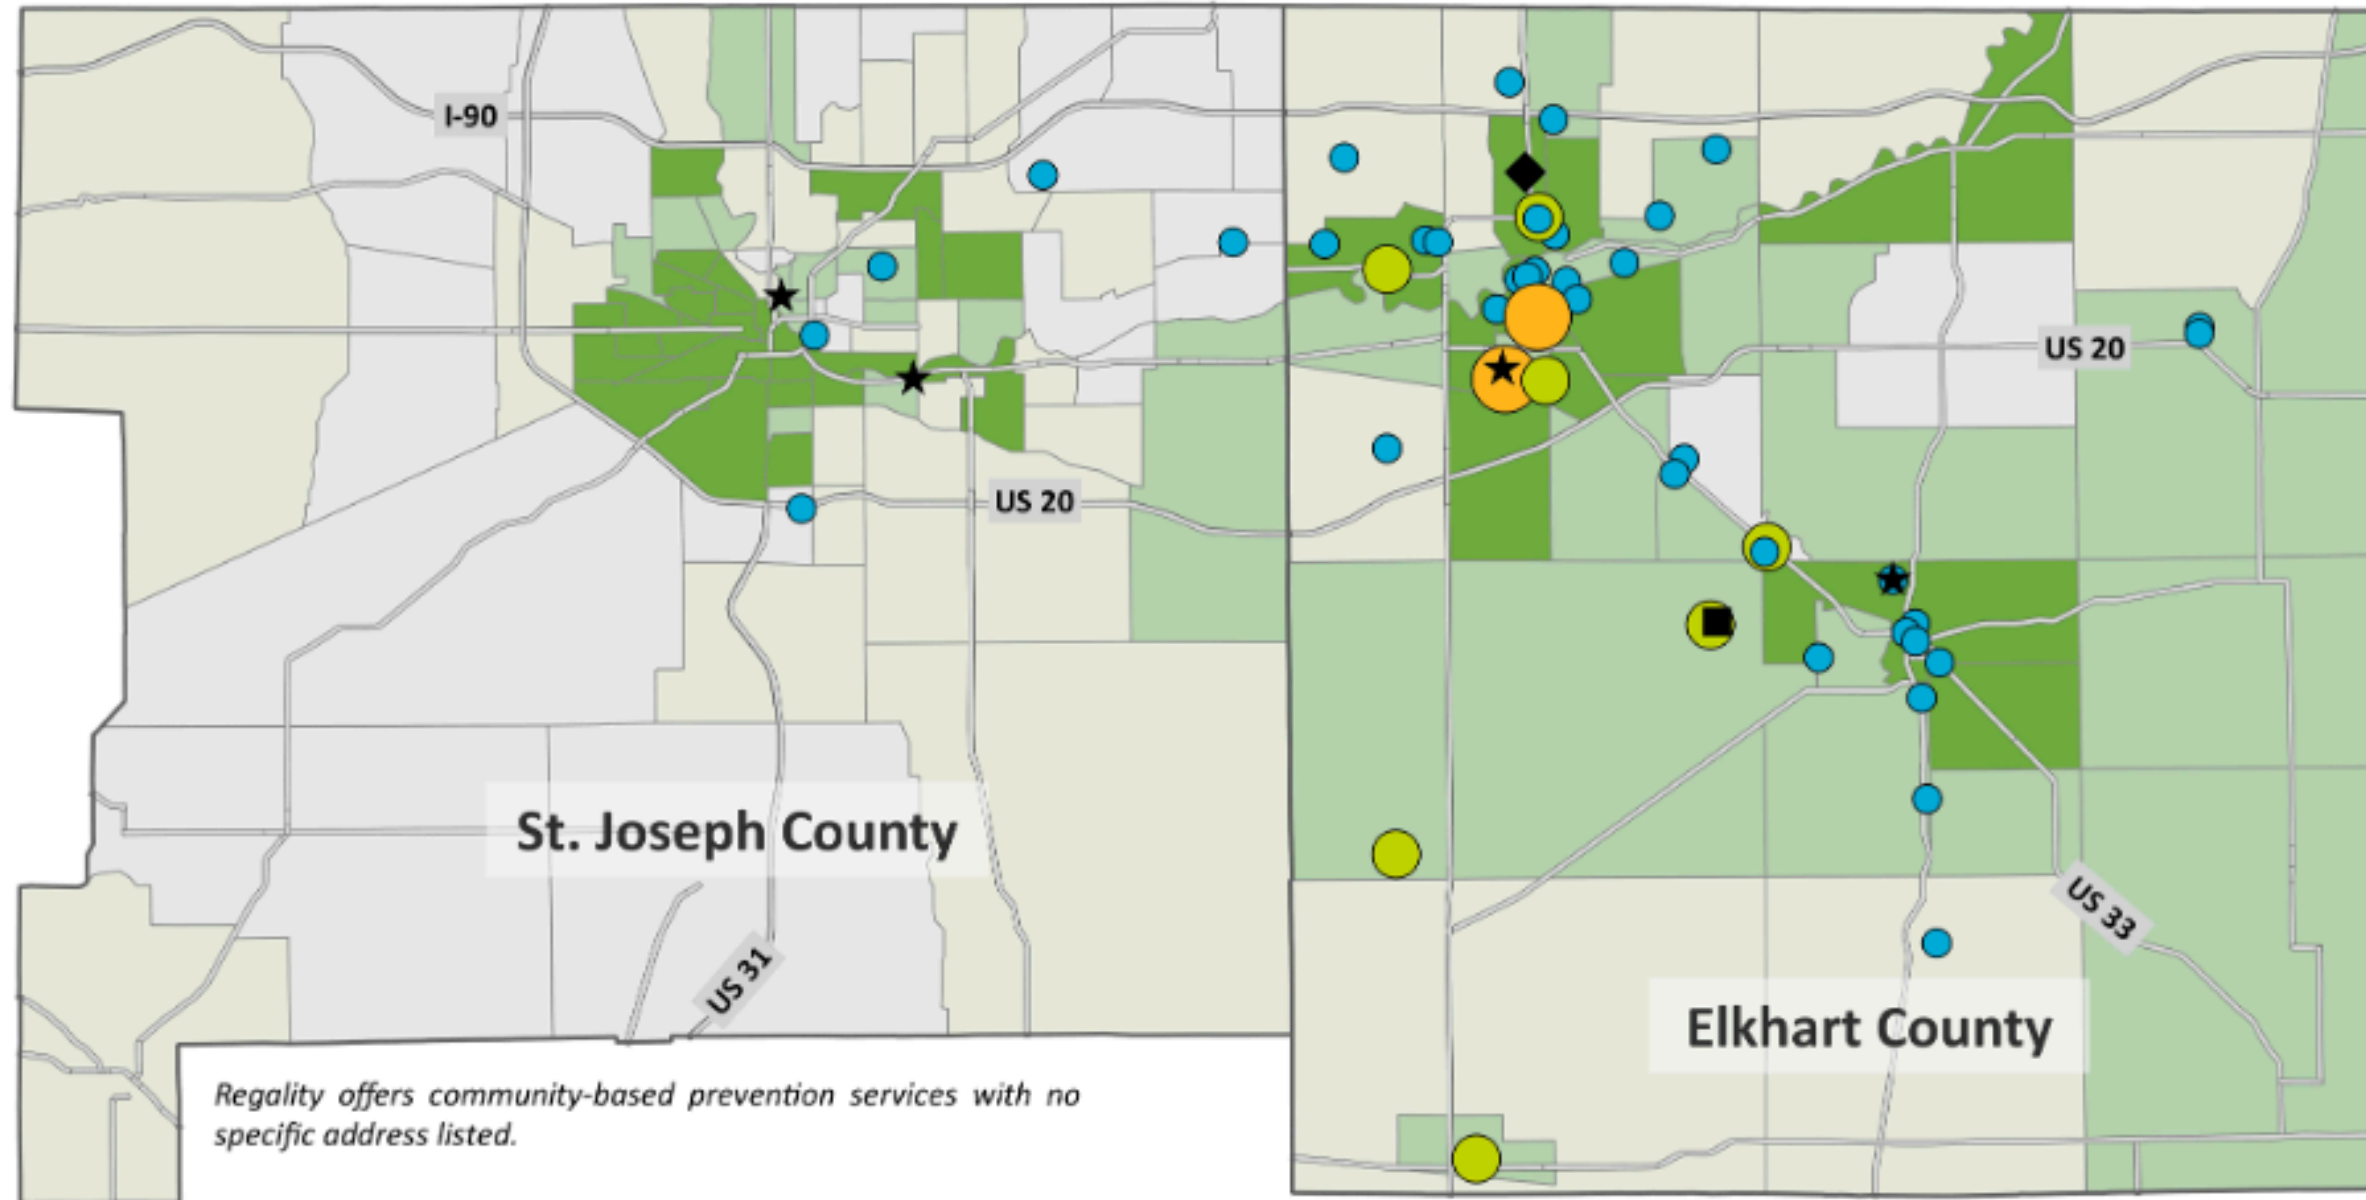 I-90
US 20
US 20
St. Joseph County
US 33
US 31
Elkhart County
Regality offers community-based prevention services with no
specific address listed.